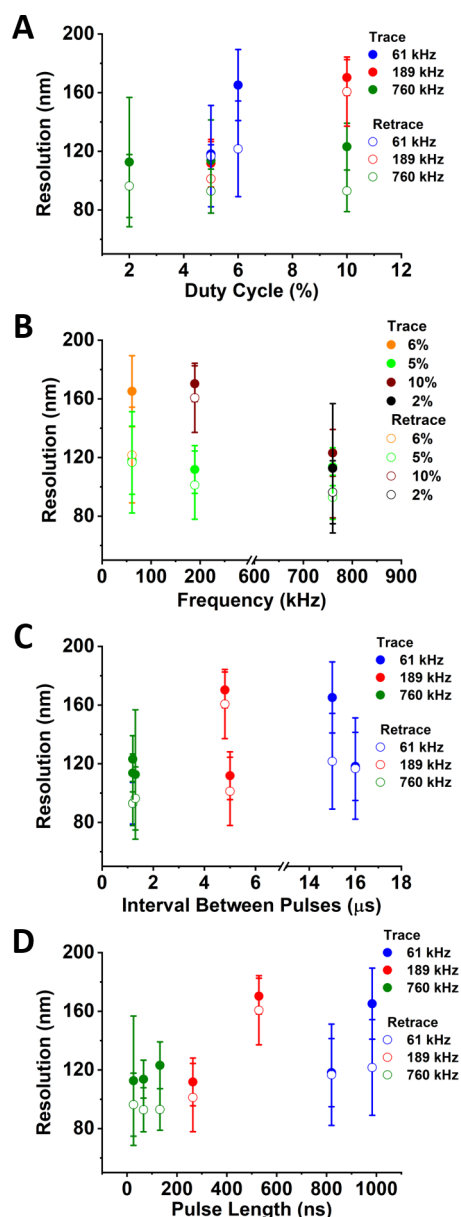 A
Trace
61 kHz
189 kHz
760 kHz
Retrace
61 kHz
189 kHz
760 kHz
Resolution (nm)
200
160
120
80
2 4 6 8 10 12
Duty Cycle (%)
B
Trace
6%
5%
10%
2%
Retrace
6%
5%
10%
2%
Resolution (nm)
200
160
120
80
0 100 200 600 700 800 900
Frequency (kHz)
C
Trace
61 kHz
189 kHz
760 kHz
Retrace
61 kHz
189 kHz
760 kHz
Resolution (nm)
200
160
120
80
0 2 4 6 14 16 18
Interval Between Pulses (μs)
D
Trace
61 kHz
189 kHz
760 kHz
Retrace
61 kHz
189 kHz
760 kHz
Resolution (nm)
200
160
120
80
0 200 400 600 800 1000
Pulse Length (ns)